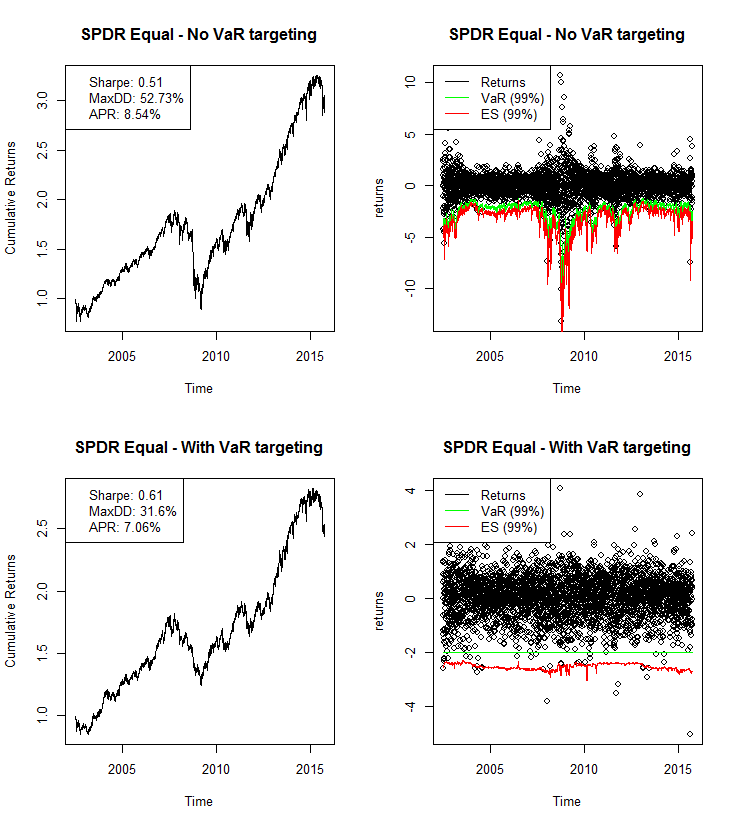 SPDR Equal - No VaR targeting
Sharpe: 0.51
MaxDD: 52.73%
APR: 8.54%
Cumulative Returns
3.0
2.5
2.0
1.5
1.0
2005 2010 2015
Time
SPDR Equal - No VaR targeting
Returns
VaR (99%)
ES (99%)
returns
10
5
0
-5
-10
2005 2010 2015
Time
SPDR Equal - With VaR targeting
Sharpe: 0.61
MaxDD: 31.6%
APR: 7.06%
Cumulative Returns
2.5
2.0
1.5
1.0
2005 2010 2015
Time
SPDR Equal - With VaR targeting
Returns
VaR (99%)
ES (99%)
returns
4
2
0
-2
-4
2005 2010 2015
Time